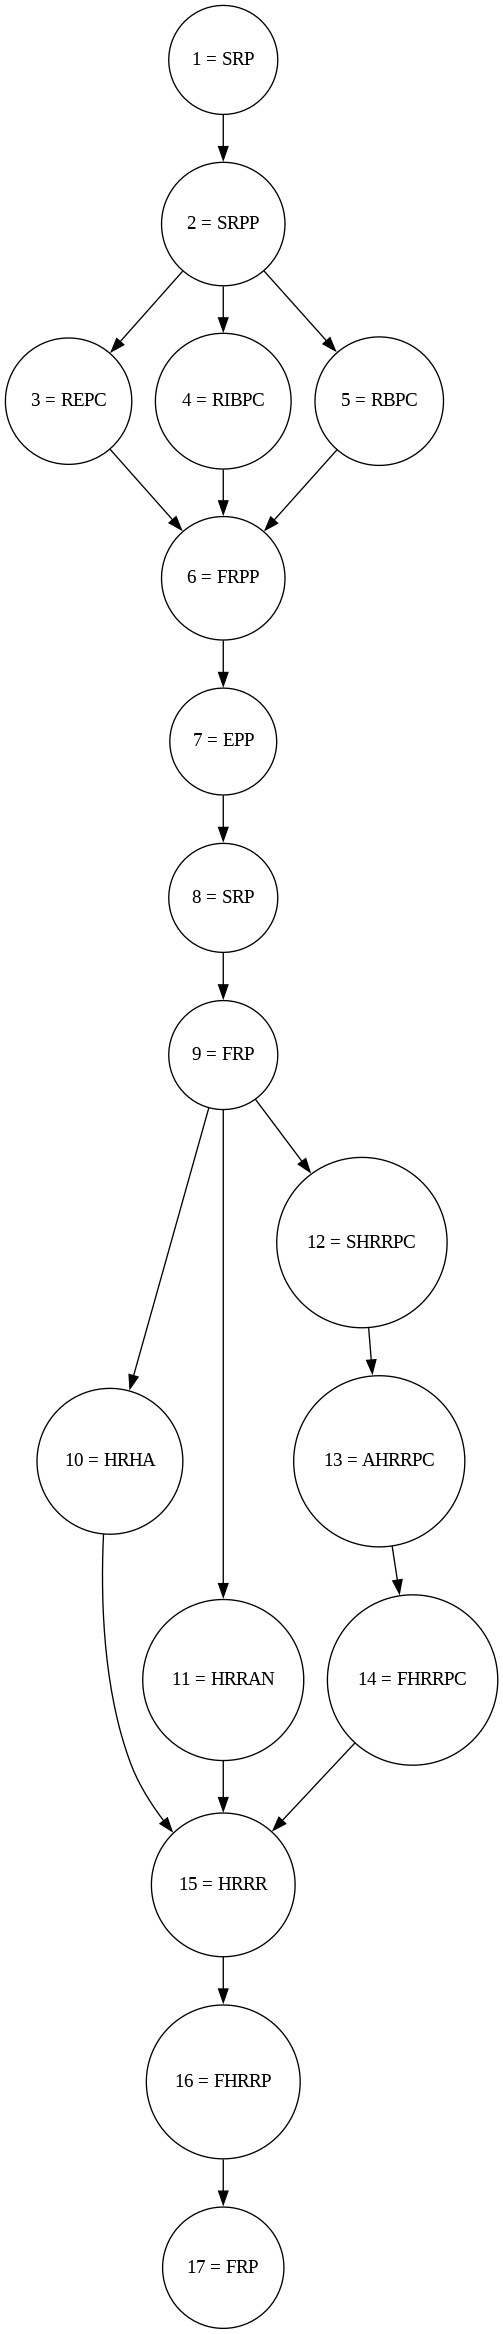 1 = SRP
2 = SRPP
3 = REPC
4 = RIBPC
5 = RBPC
6 = FRPP
7 = EPP
8 = SRP
9 = FRP
12 = SHRRPC
10 = HRHA
13 = AHRRPC
11 = HRRAN
14 = FHRRPC
15 = HRRR
16 = FHRRP
17 = FRP